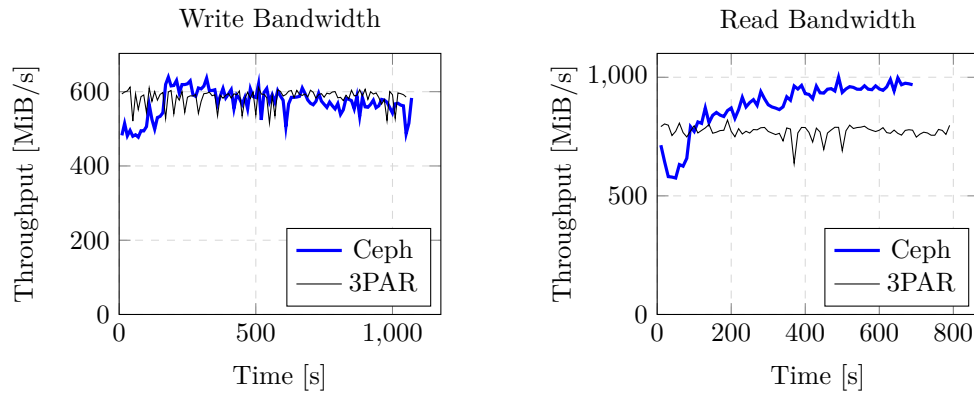 Write Bandwidth
600
400
200
0
0
500
1,000
Throughput [MiB/s]
Time [s]
Ceph
3PAR
Read Bandwidth
1,000
500
0
0
200
400
600
800
Throughput [MiB/s]
Time [s]
Ceph
3PAR